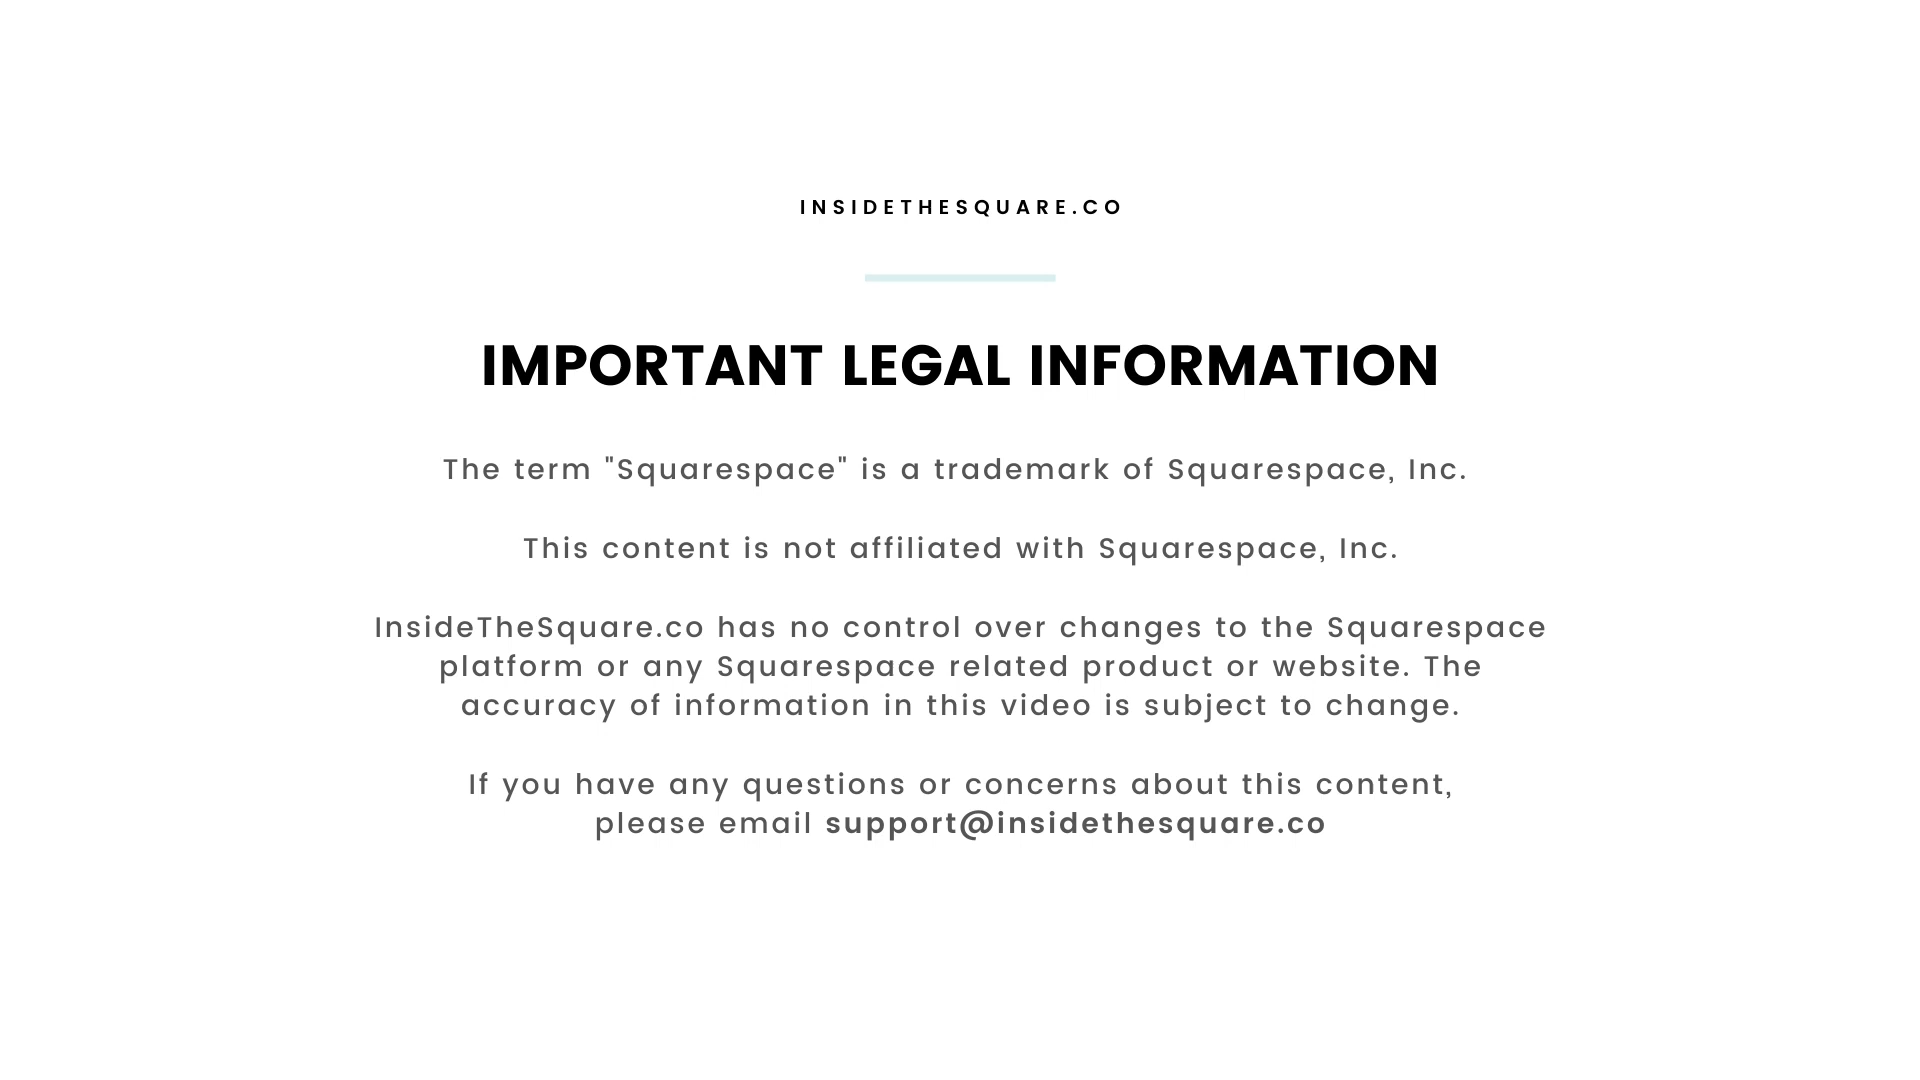 INSIDETHESQUARE.CO
IMPORTANT LEGAL INFORMATION
The term "Squarespace" is a trademark of Squarespace, Inc.
This content is not affiliated with Squarespace, Inc.
InsideTheSquare.co has no control over changes to the Squarespace
platform or any Squarespace related product or website. The
accuracy of information in this video is subject to change.
If you have any questions or concerns about this content,
please email support@insidethesquare.co